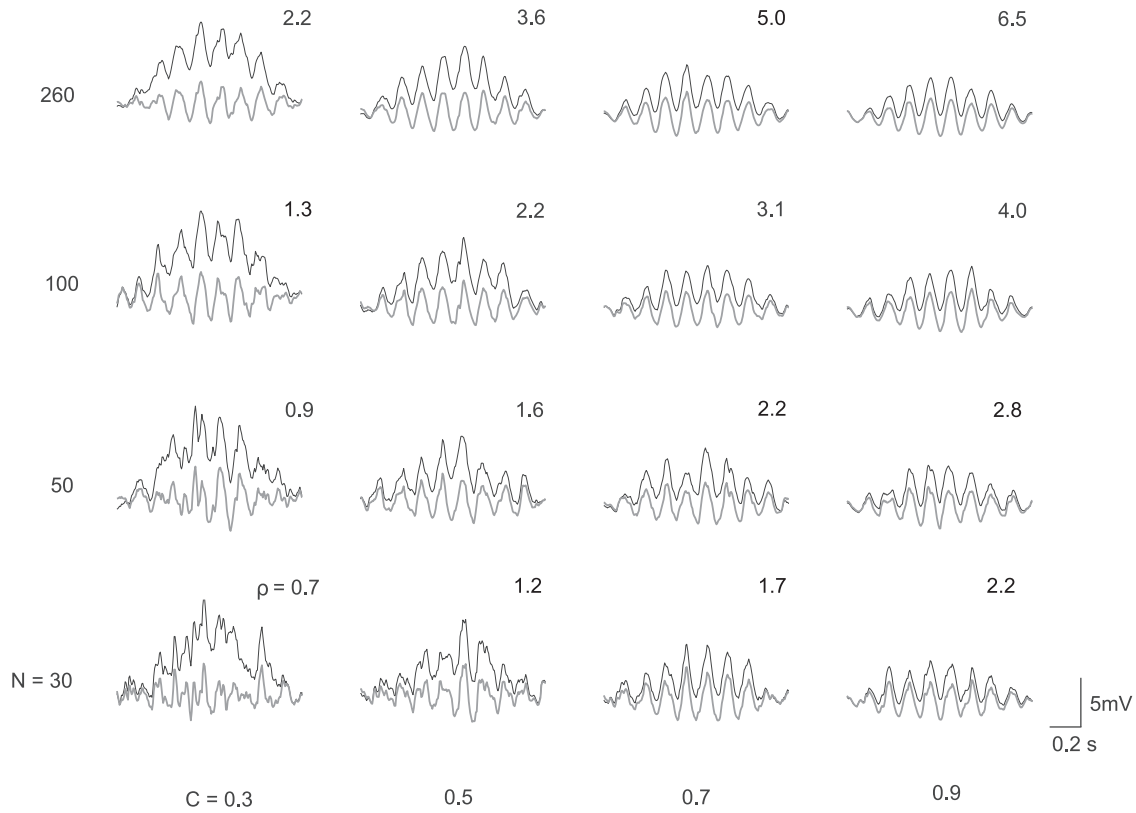 2.2 3.6 5.0 6.5
260
1.3 2.2 3.1 4.0
100
0.9 1.6 2.2 2.8
50
ρ = 0.7 1.2 1.7 2.2
N = 30
5mV
0.2 s
C = 0.3 0.5 0.7 0.9